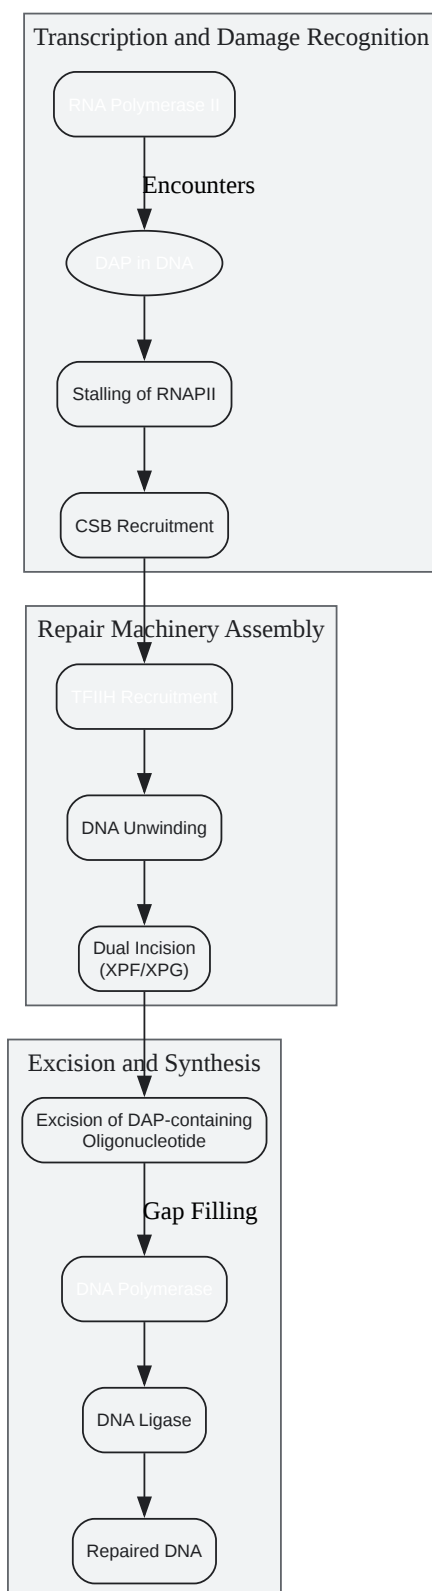 Transcription and Damage Recognition
RNA Polymerase II
Encounters
DAP in DNA
Stalling of RNAPII
CSB Recruitment
Repair Machinery Assembly
TFIIH Recruitment
DNA Unwinding
Dual Incision
(XPF/XPG)
Excision and Synthesis
Excision of DAP-containing
Oligonucleotide
Gap Filling
DNA Polymerase
DNA Ligase
Repaired DNA